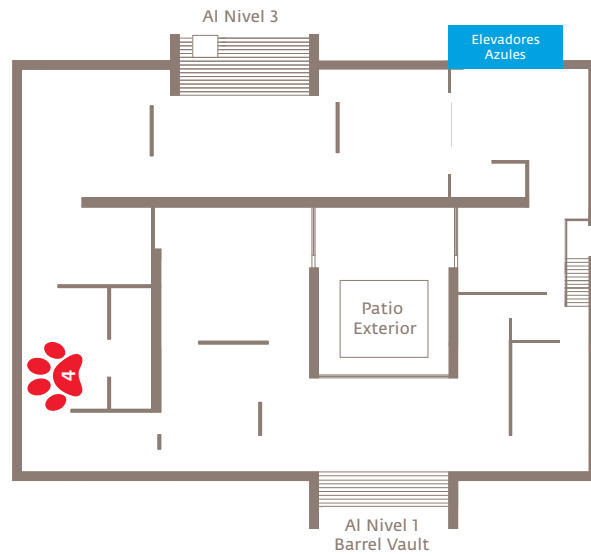 Al Nivel 3
Elevadores
Azules
Patio
Exterior
4
Al Nivel 1
Barrel Vault